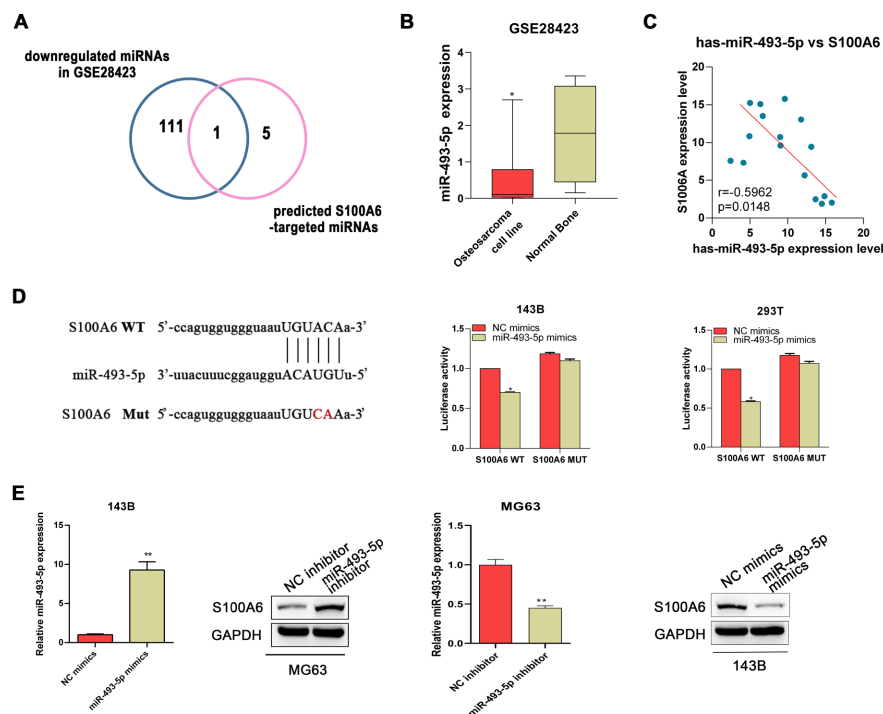 A
downregulated miRNAs
in GSE28423
111
1
5
predicted S100A6
-targeted miRNAs
B
GSE28423
miR-493-5p expression
4
3
2
1
0
*
Osteosarcoma
cell line
Normal Bone
C
has-miR-493-5p vs S100A6
S1006A expression level
20
15
10
5
0
r=-0.5962
p=0.0148
0
5
10
15
20
has-miR-493-5p expression level
D
S100A6 WT 5'-ccagugguggguaauUGUACAa-3'
miR-493-5p 3'-uuacuuucggaugguACAUGUu-5'
S100A6 Mut 5'-ccagugguggguaauUGUCAAa-3'
143B
NC mimics
miR-493-5p mimics
Luciferase activity
1.5
1.0
0.5
0.0
*
S100A6 WT
S100A6 MUT
293T
NC mimics
miR-493-5p mimics
Luciferase activity
1.5
1.0
0.5
0.0
*
S100A6 WT
S100A6 MUT
E
143B
Relative miR-493-5p expression
15
10
5
0
**
NC mimics
miR-493-5p mimics
NC inhibitor
miR-493-5p
inhibitor
S100A6
GAPDH
MG63
MG63
Relative miR-493-5p expression
1.5
1.0
0.5
0.0
**
NC inhibitor
miR-493-5p inhibitor
NC mimics
miR-493-5p
mimics
S100A6
GAPDH
143B